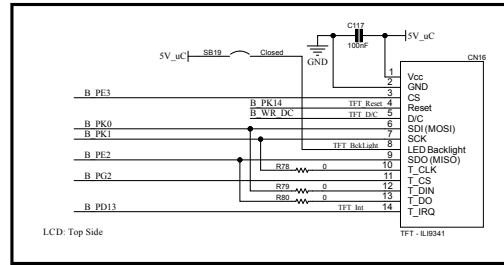 C117
100nF
5V_uC
GND
5V_uC
SB19
Closed
CN16
1 Vcc
2 GND
B_PE3 3 CS
B_PK14 TFT_Reset 4 Reset
B_WR_DC TFT_D/C 5 D/C
B_PK0 6 SDI (MOSI)
B_PK1 7 SCK
TFT_BckLight 8 LED Backlight
B_PE2 9 SDO (MISO)
R78 0 10 T_CLK
B_PG2 11 T_CS
R79 0 12 T_DIN
R80 0 13 T_DO
B_PD13 TFT_Int 14 T_IRQ
LCD: Top Side
TFT - ILI9341